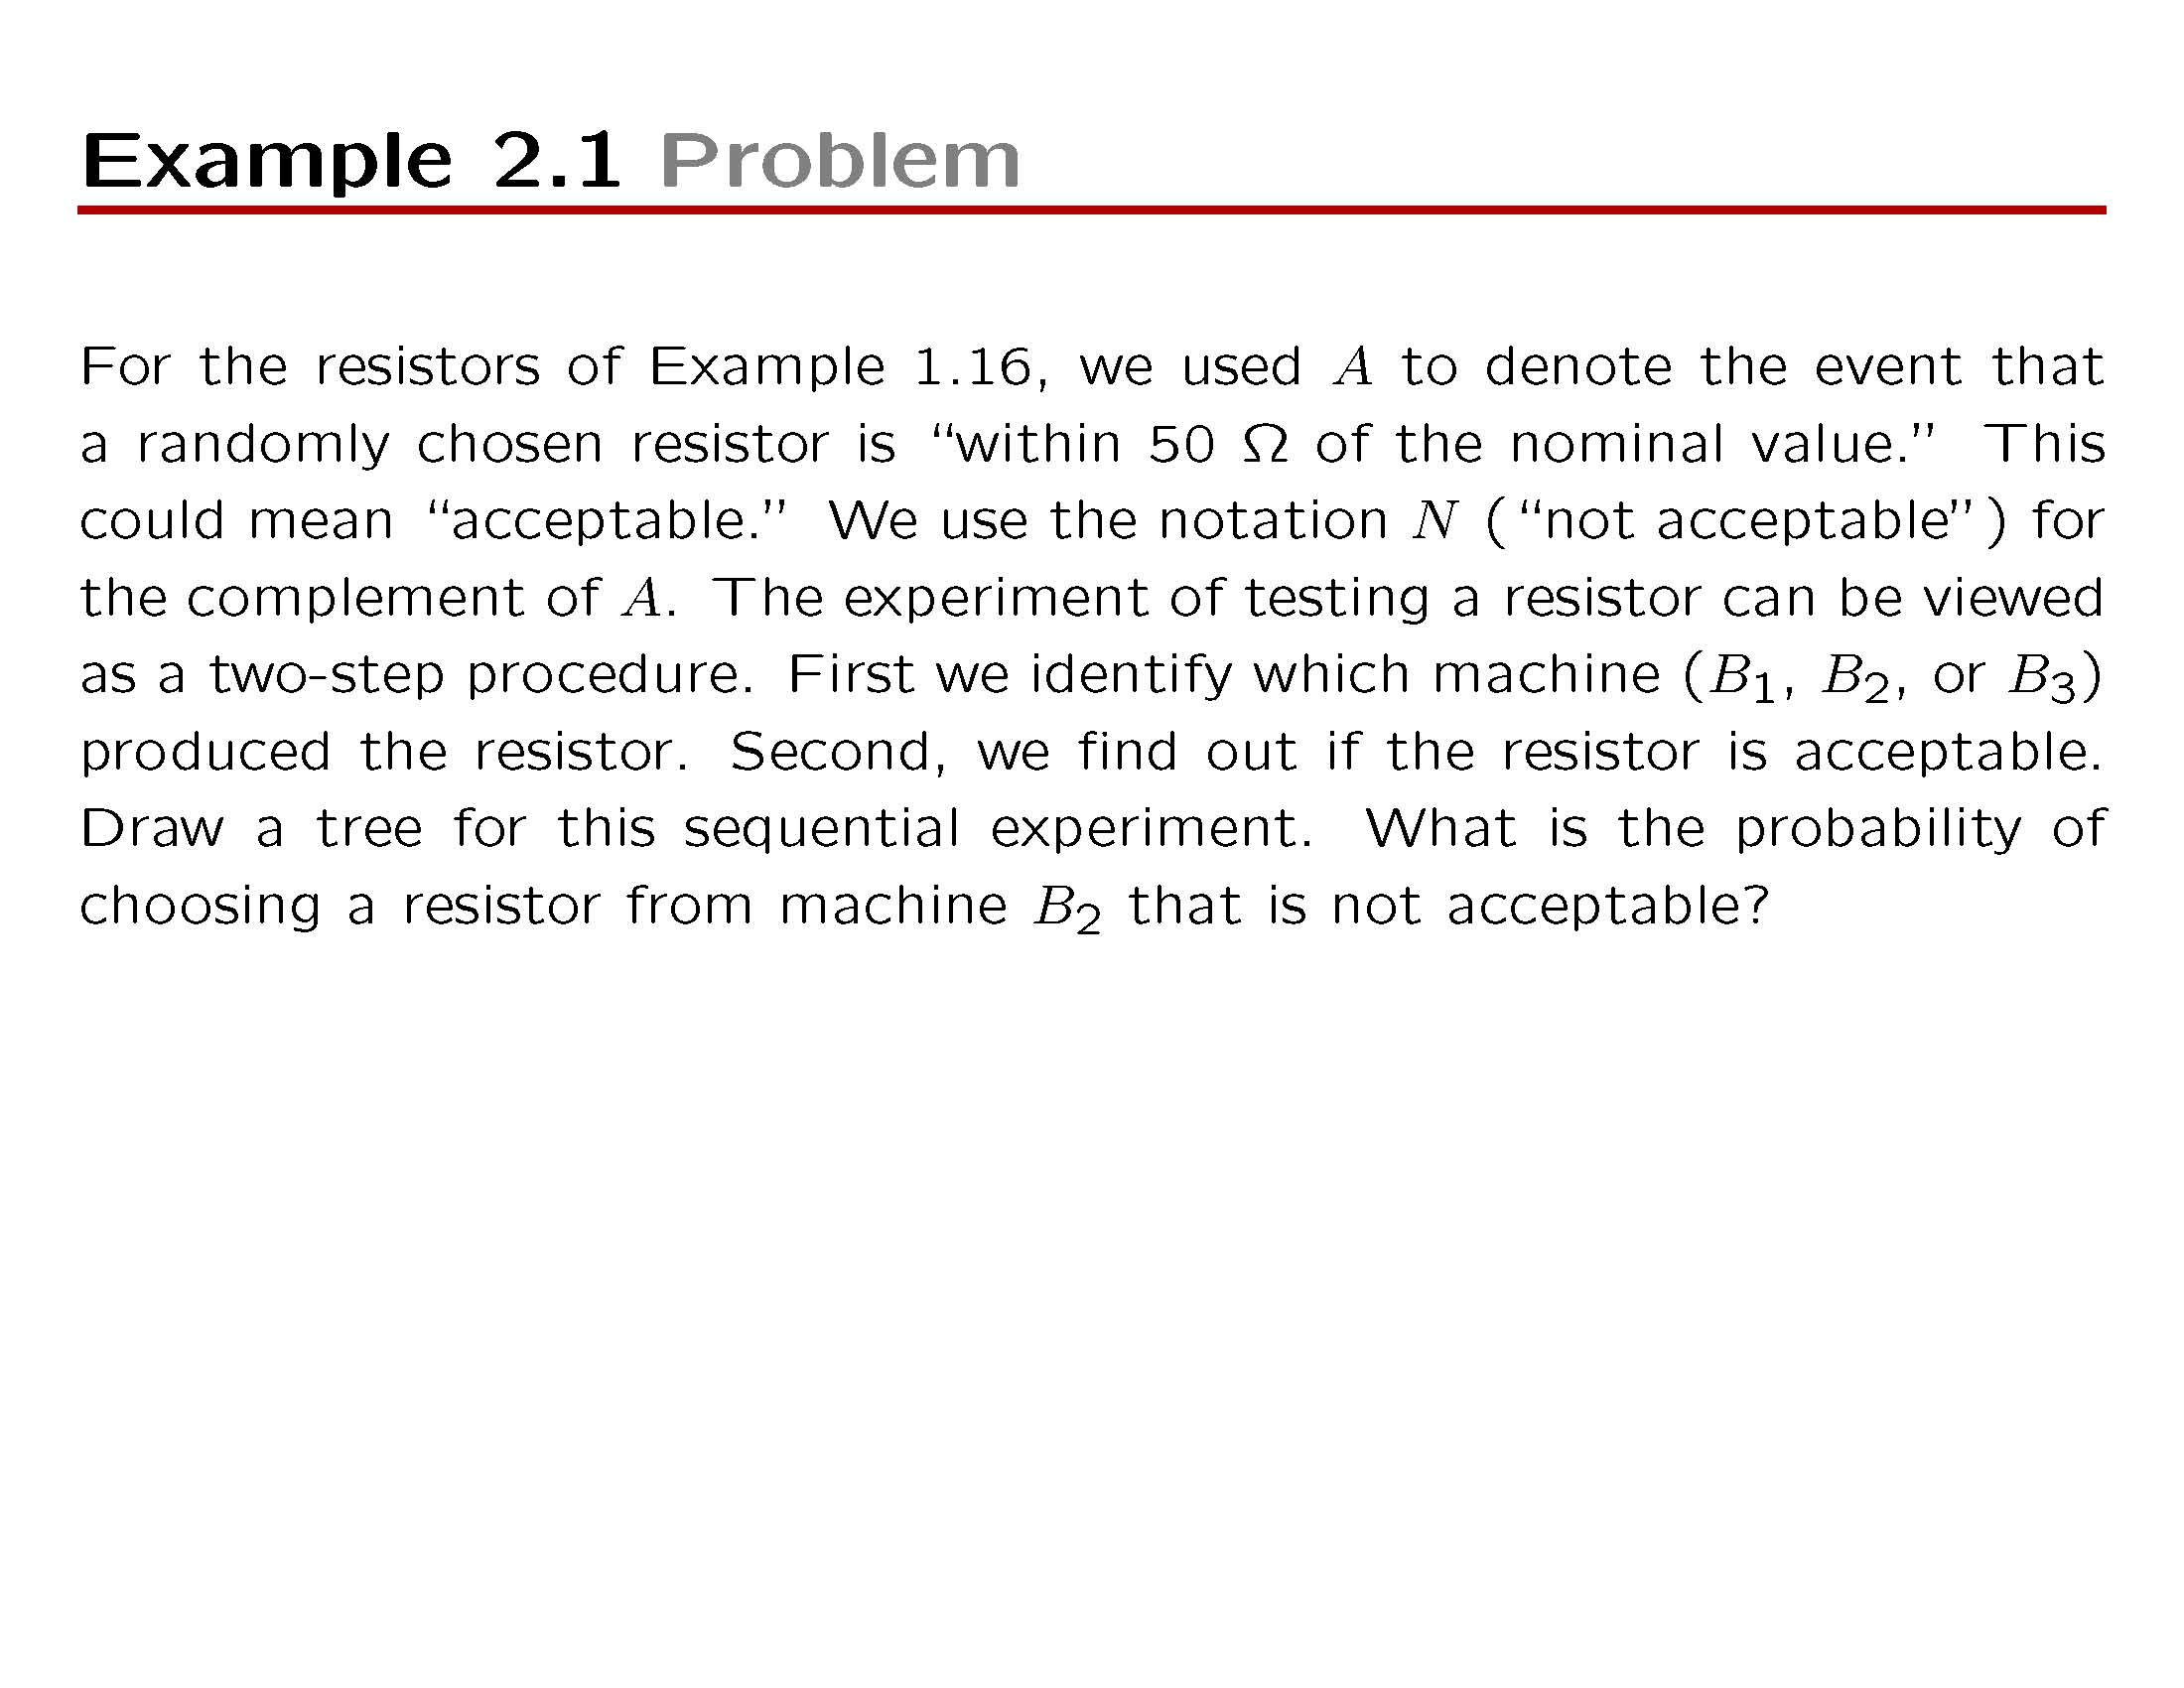 Example 2.1 Problem
For the resistors of Example 1.16, we used A to denote the event that
a randomly chosen resistor is “within 50 Ω of the nominal value.” This
could mean “acceptable.” We use the notation N (“not acceptable”) for
the complement of A. The experiment of testing a resistor can be viewed
as a two-step procedure. First we identify which machine (B₁, B₂, or B₃)
produced the resistor. Second, we find out if the resistor is acceptable.
Draw a tree for this sequential experiment. What is the probability of
choosing a resistor from machine B₂ that is not acceptable?